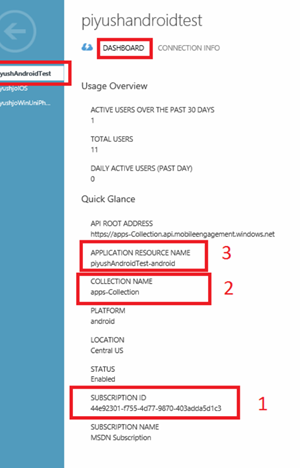 piyushandroidtest
DASHBOARD
CONNECTION INFO
iyushAndroidTest
iyushjoiOS
iyushjoWinUniPh...
Usage Overview
ACTIVE USERS OVER THE PAST 30 DAYS
1
TOTAL USERS
11
DAILY ACTIVE USERS (PAST DAY)
0
Quick Glance
API ROOT ADDRESS
https://apps-Collection.api.mobileengagement.windows.net
APPLICATION RESOURCE NAME
piyushAndroidTest-android
3
COLLECTION NAME
apps-Collection
2
PLATFORM
android
LOCATION
Central US
STATUS
Enabled
SUBSCRIPTION ID
44e92301-f755-4d77-9870-403adda5d1c3
1
SUBSCRIPTION NAME
MSDN Subscription